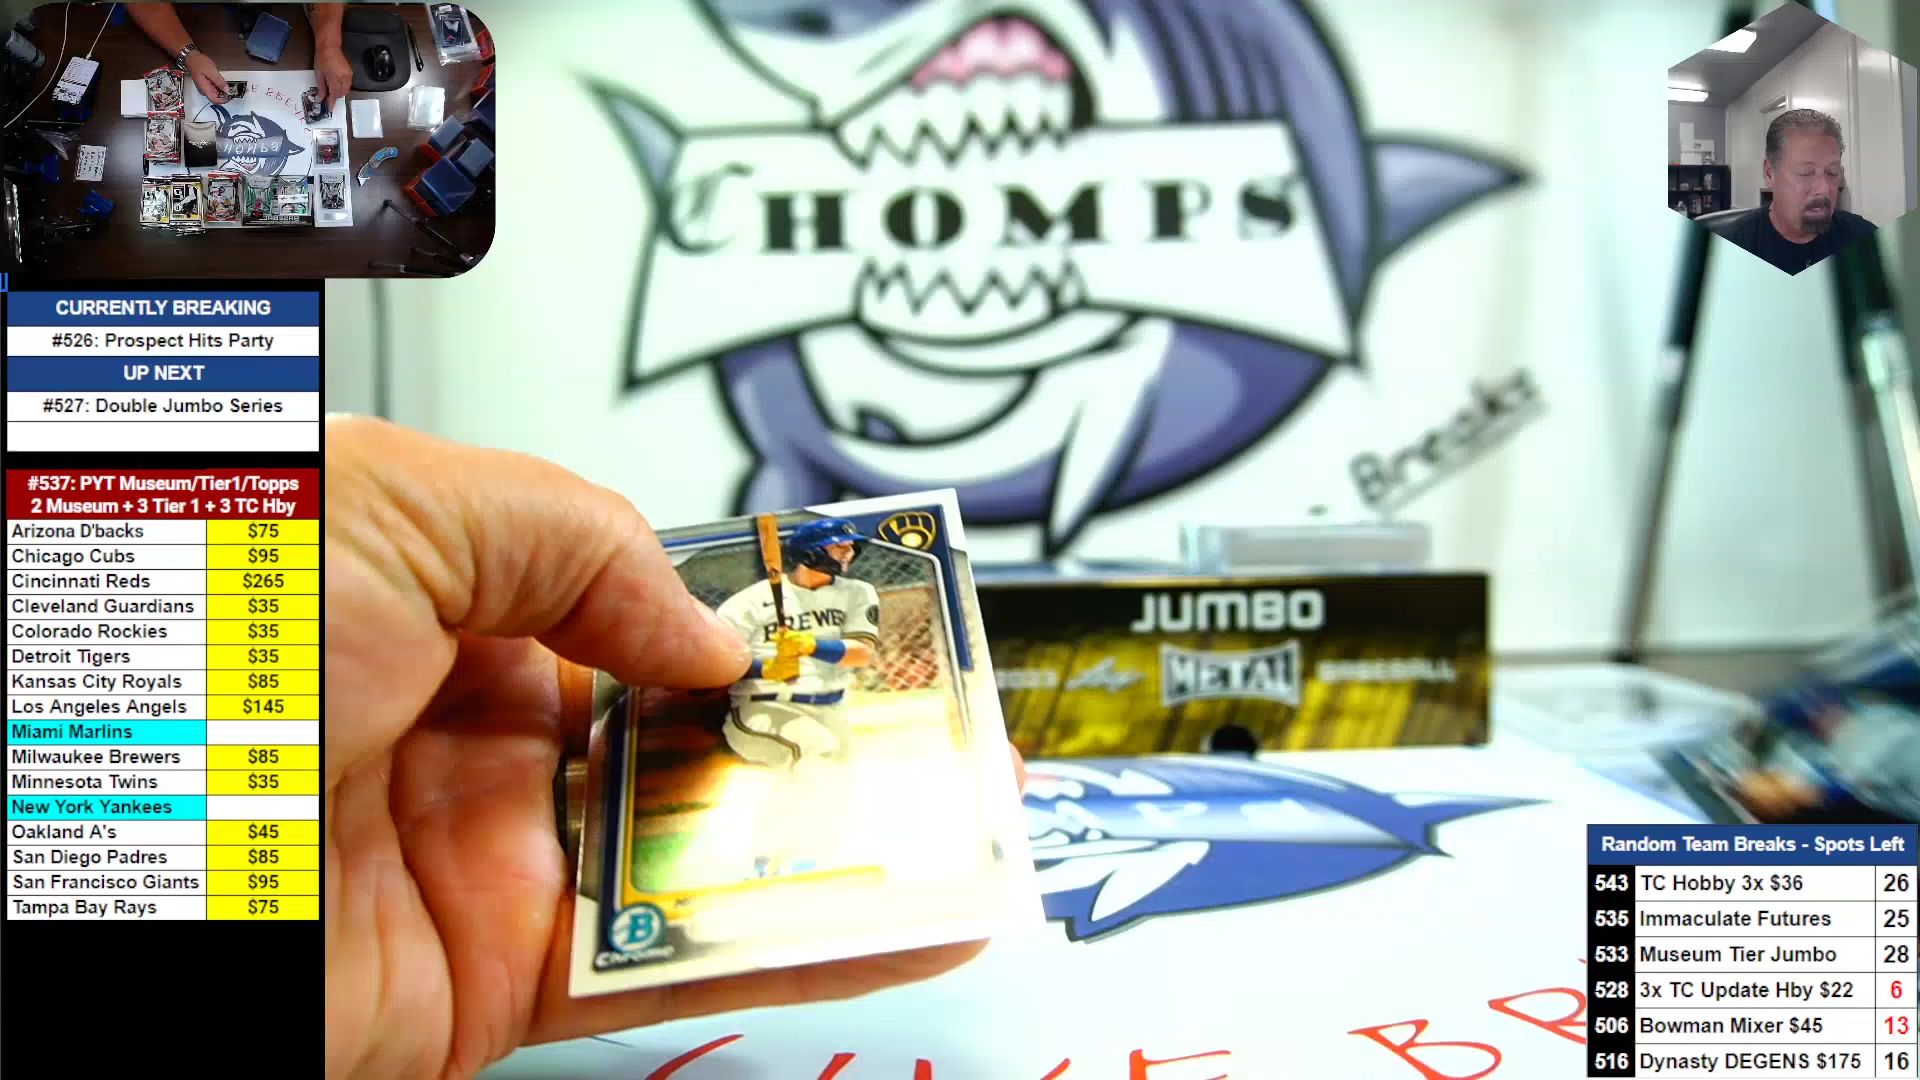 CHOMPS
Breaks
CURRENTLY BREAKING
#526: Prospect Hits Party
UP NEXT
#527: Double Jumbo Series
#537: PYT Museum/Tier1/Topps
2 Museum + 3 Tier 1 + 3 TC Hby
Arizona D'backs $75
Chicago Cubs $95
Cincinnati Reds $265
Cleveland Guardians $35
Colorado Rockies $35
Detroit Tigers $35
Kansas City Royals $85
Los Angeles Angels $145
Miami Marlins
Milwaukee Brewers $85
Minnesota Twins $35
New York Yankees
Oakland A's $45
San Diego Padres $85
San Francisco Giants $95
Tampa Bay Rays $75
BREWE
B
Chrome
JUMBO
2023 Leaf METAL BASEBALL
Random Team Breaks - Spots Left
543 TC Hobby 3x $36 26
535 Immaculate Futures 25
533 Museum Tier Jumbo 28
528 3x TC Update Hby $22 6
506 Bowman Mixer $45 13
516 Dynasty DEGENS $175 16